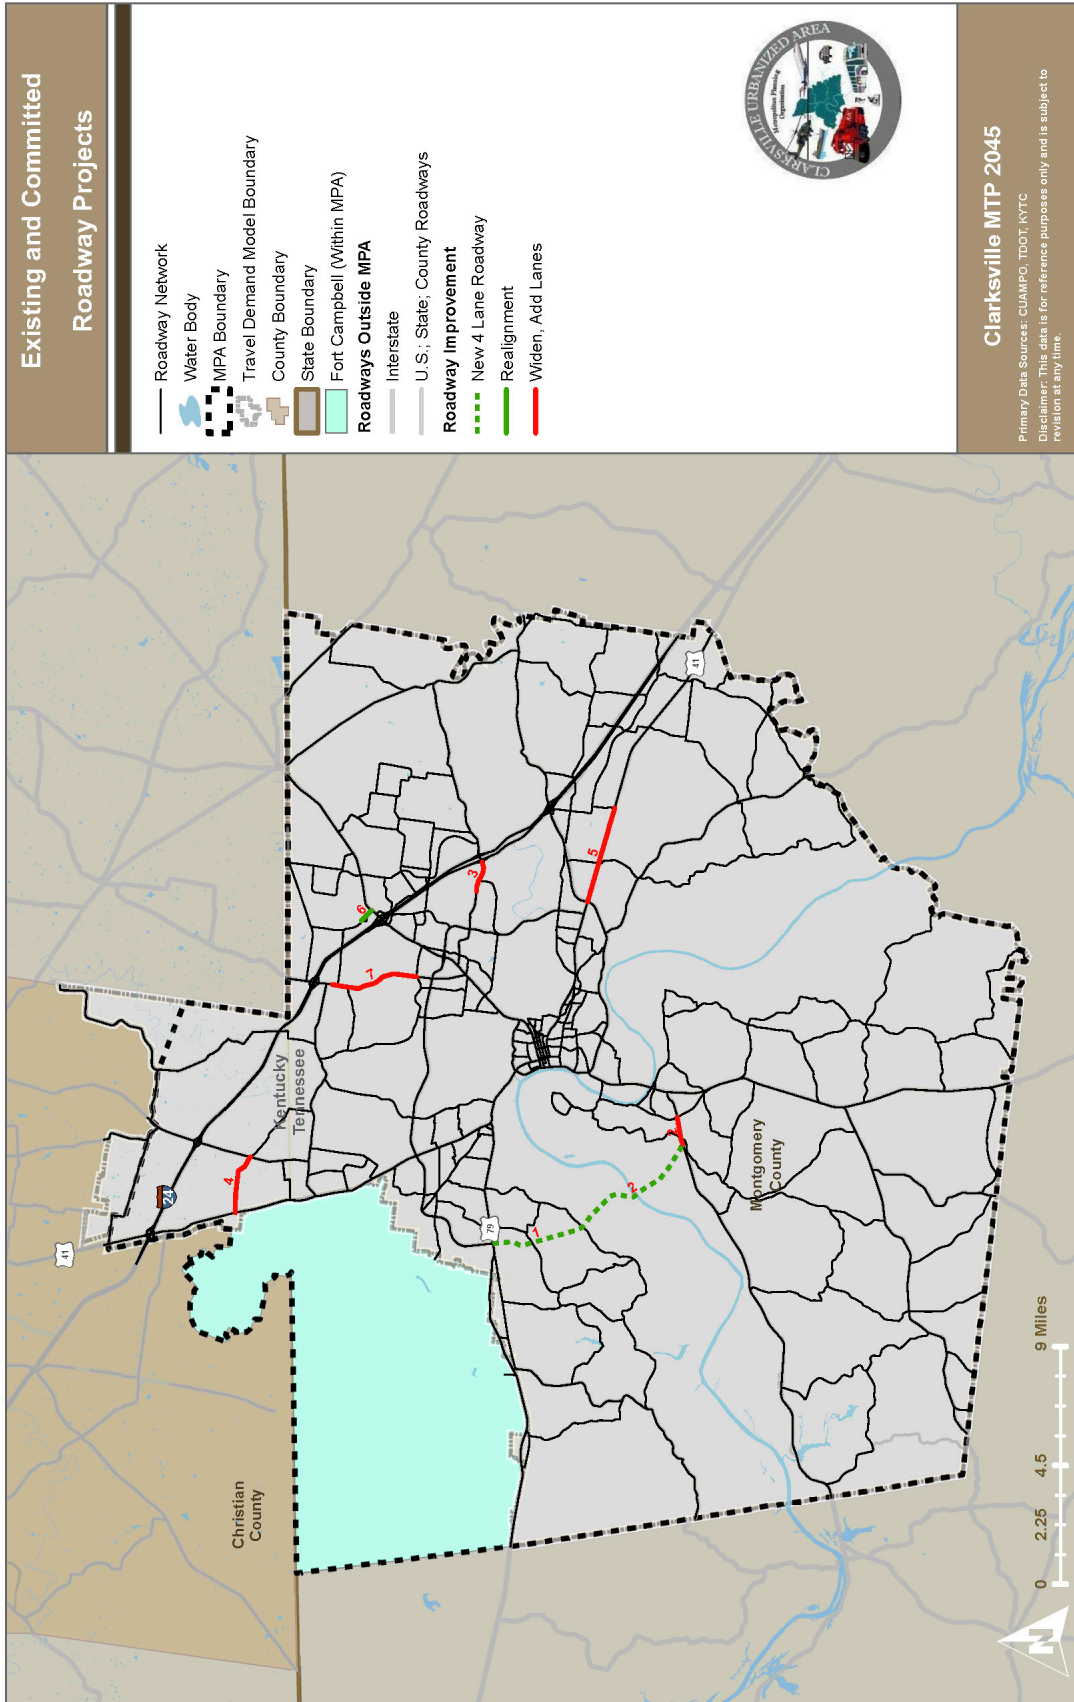 Existing and Committed
Roadway Projects
Roadway Network
Water Body
MPA Boundary
Travel Demand Model Boundary
County Boundary
State Boundary
Fort Campbell (Within MPA)
Roadways Outside MPA
Interstate
U.S.; State; County Roadways
Roadway Improvement
New 4 Lane Roadway
Realignment
Widen, Add Lanes
CLARKSVILLE URBANIZED AREA
Metropolitan Planning
Organization
Clarksville MTP 2045
Primary Data Sources: CUAMPO, TDOT, KYTC
Disclaimer: This data is for reference purposes only and is subject to
revision at any time.
Christian
County
41
24
4
Kentucky
Tennessee
6
7
3
5
41
79
1
2
2
Montgomery
County
N
0
2.25
4.5
9 Miles